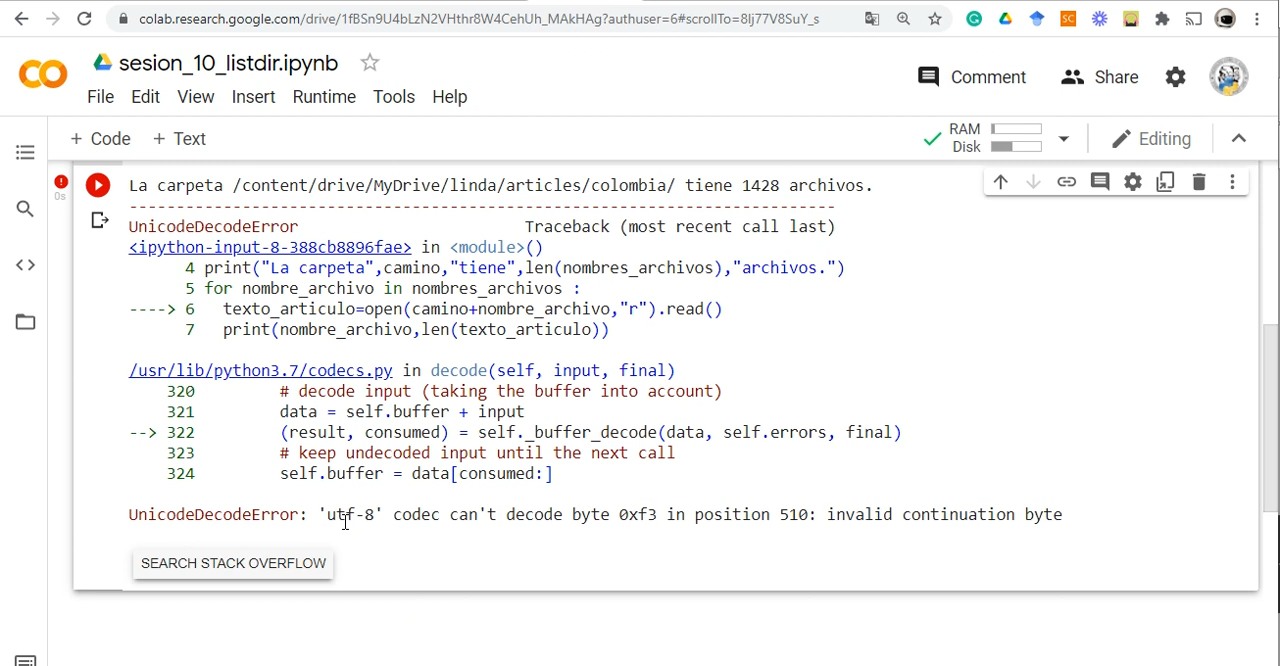 colab.research.google.com/drive/1fBSn9U4bLzN2VHthr8W4CehUh_MAkHAg?authuser=6#scrollTo=8Ij77V8SuY_s
SC
CO sesion_10_listdir.ipynb
Comment Share
File Edit View Insert Runtime Tools Help
+ Code + Text
RAM
Disk
Editing
0s
La carpeta /content/drive/MyDrive/linda/articles/colombia/ tiene 1428 archivos.
---------------------------------------------------------------------------
UnicodeDecodeError                        Traceback (most recent call last)
<ipython-input-8-388cb8896fae> in <module>()
      4 print("La carpeta",camino,"tiene",len(nombres_archivos),"archivos.")
      5 for nombre_archivo in nombres_archivos :
----> 6   texto_articulo=open(camino+nombre_archivo,"r").read()
      7   print(nombre_archivo,len(texto_articulo))
/usr/lib/python3.7/codecs.py in decode(self, input, final)
    320         # decode input (taking the buffer into account)
    321         data = self.buffer + input
--> 322         (result, consumed) = self._buffer_decode(data, self.errors, final)
    323         # keep undecoded input until the next call
    324         self.buffer = data[consumed:]
UnicodeDecodeError: 'utf-8' codec can't decode byte 0xf3 in position 510: invalid continuation byte
SEARCH STACK OVERFLOW